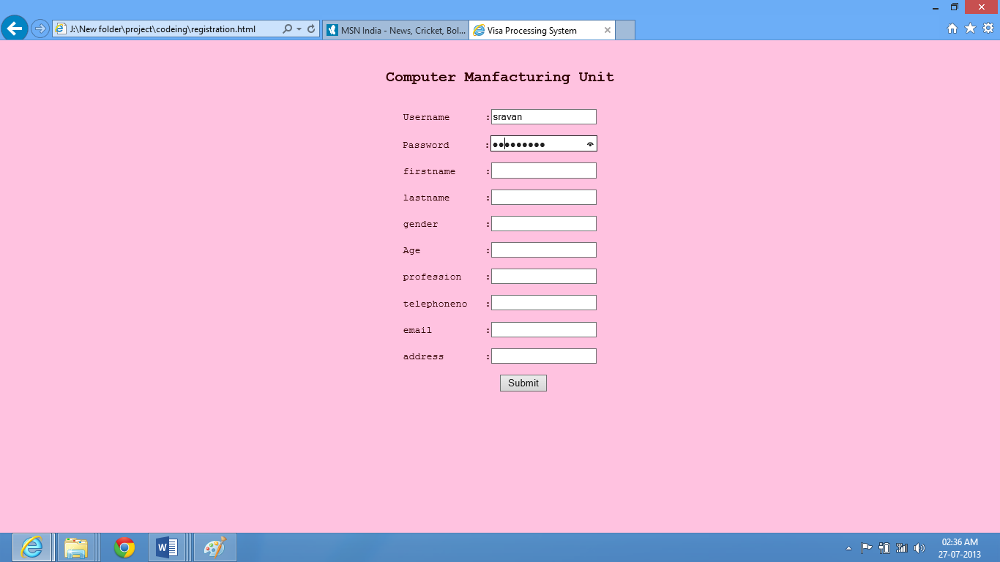 J:\New folder\project\codeing\registration.html
MSN India - News, Cricket, Bol...
Visa Processing System
Computer Manfacturing Unit
Username :sravan
Password :●●●●●●●●●
firstname :
lastname :
gender :
Age :
profession :
telephoneno :
email :
address :
Submit
02:36 AM
27-07-2013